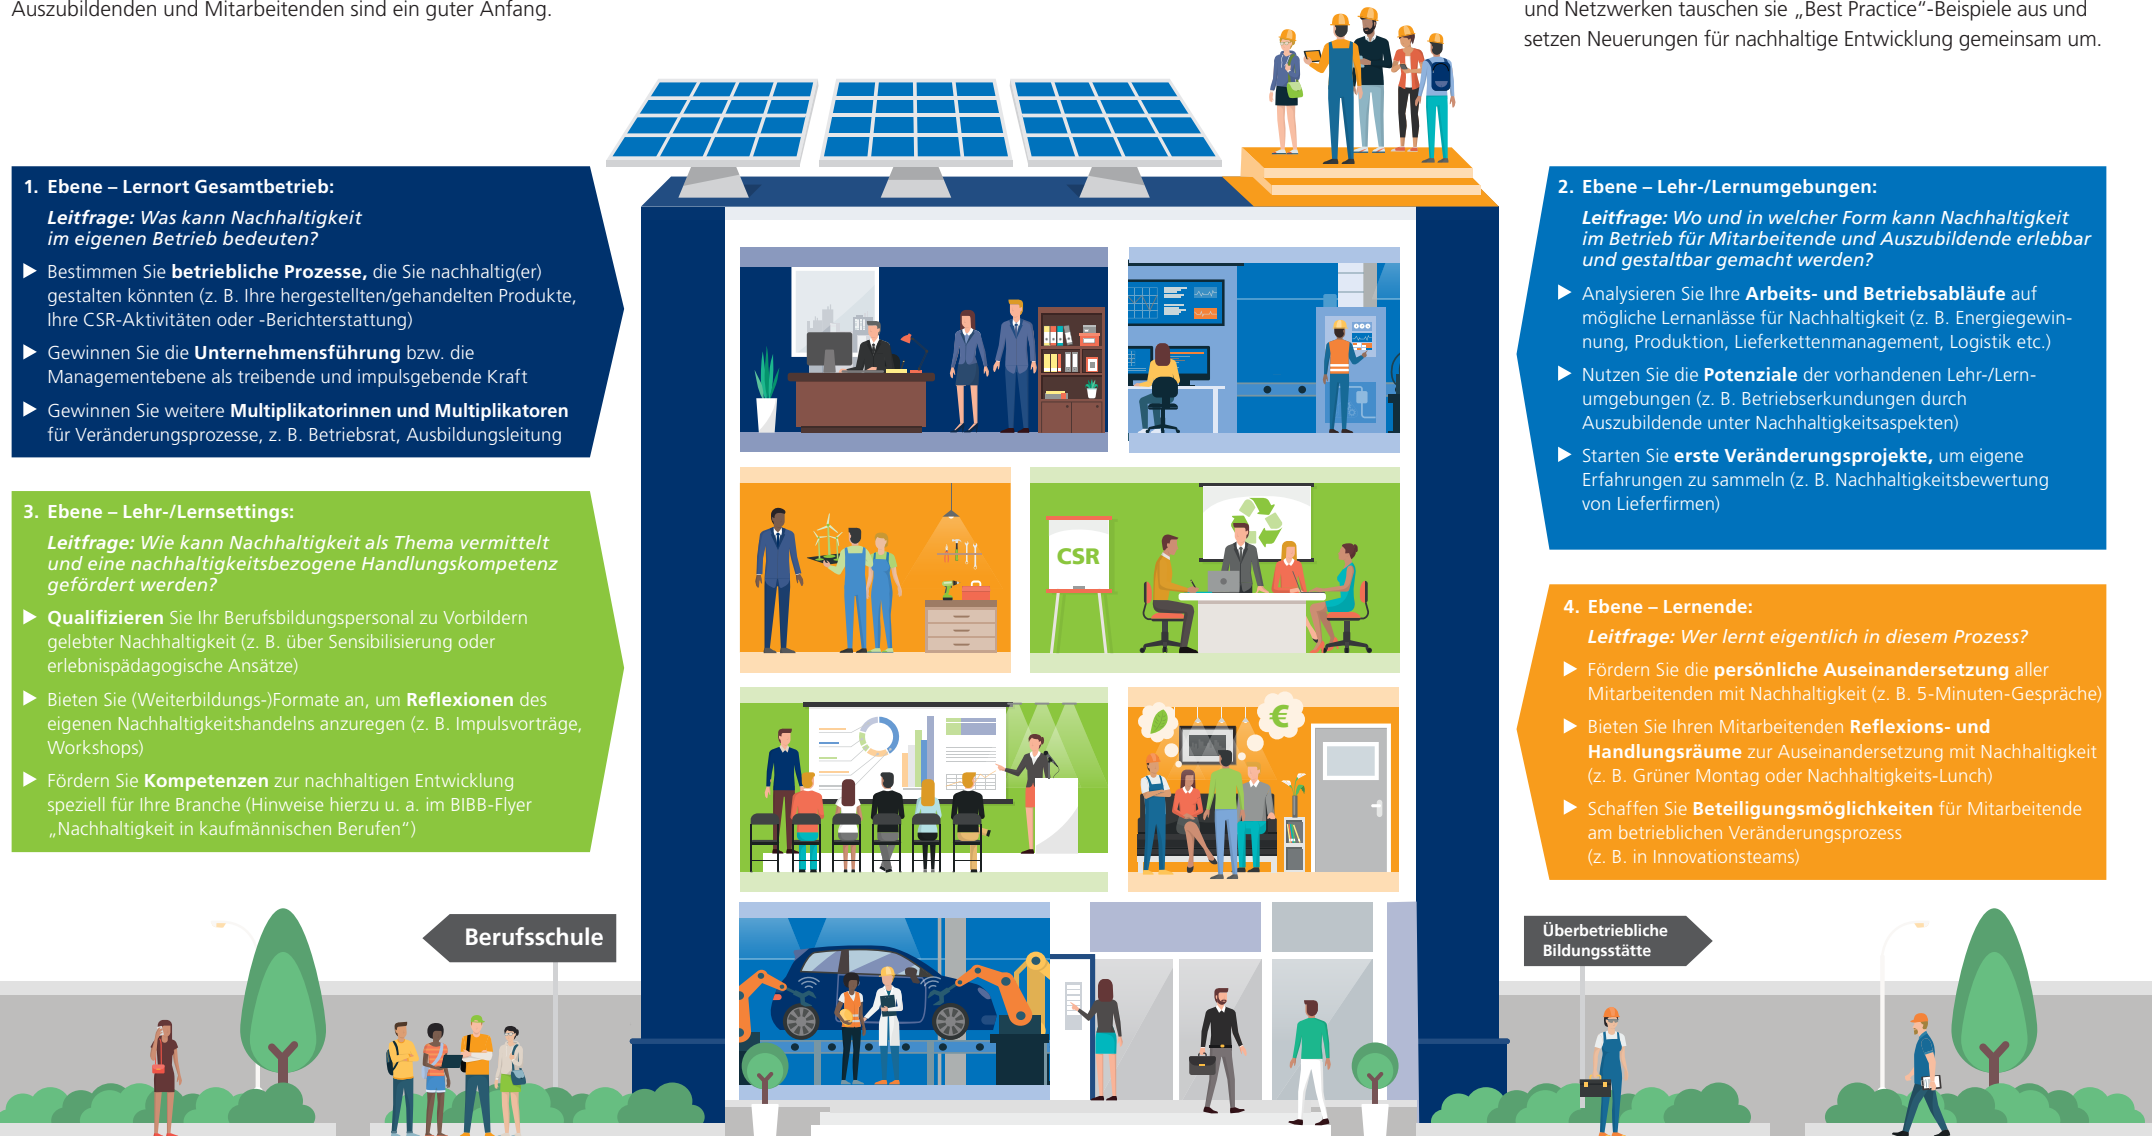 Auszubildenden und Mitarbeitenden sind ein guter Anfang.
und Netzwerken tauschen sie „Best Practice“-Beispiele aus und
setzen Neuerungen für nachhaltige Entwicklung gemeinsam um.
1. Ebene – Lernort Gesamtbetrieb:
Leitfrage: Was kann Nachhaltigkeit
im eigenen Betrieb bedeuten?
▶ Bestimmen Sie betriebliche Prozesse, die Sie nachhaltig(er)
gestalten könnten (z. B. Ihre hergestellten/gehandelten Produkte,
Ihre CSR-Aktivitäten oder -Berichterstattung)
▶ Gewinnen Sie die Unternehmensführung bzw. die
Managementebene als treibende und impulsgebende Kraft
▶ Gewinnen Sie weitere Multiplikatorinnen und Multiplikatoren
für Veränderungsprozesse, z. B. Betriebsrat, Ausbildungsleitung
2. Ebene – Lehr-/Lernumgebungen:
Leitfrage: Wo und in welcher Form kann Nachhaltigkeit
im Betrieb für Mitarbeitende und Auszubildende erlebbar
und gestaltbar gemacht werden?
▶ Analysieren Sie Ihre Arbeits- und Betriebsabläufe auf
mögliche Lernanlässe für Nachhaltigkeit (z. B. Energiegewin-
nung, Produktion, Lieferkettenmanagement, Logistik etc.)
▶ Nutzen Sie die Potenziale der vorhandenen Lehr-/Lern-
umgebungen (z. B. Betriebserkundungen durch
Auszubildende unter Nachhaltigkeitsaspekten)
▶ Starten Sie erste Veränderungsprojekte, um eigene
Erfahrungen zu sammeln (z. B. Nachhaltigkeitsbewertung
von Lieferfirmen)
3. Ebene – Lehr-/Lernsettings:
Leitfrage: Wie kann Nachhaltigkeit als Thema vermittelt
und eine nachhaltigkeitsbezogene Handlungskompetenz
gefördert werden?
▶ Qualifizieren Sie Ihr Berufsbildungspersonal zu Vorbildern
gelebter Nachhaltigkeit (z. B. über Sensibilisierung oder
erlebnispädagogische Ansätze)
▶ Bieten Sie (Weiterbildungs-)Formate an, um Reflexionen des
eigenen Nachhaltigkeitshandelns anzuregen (z. B. Impulsvorträge,
Workshops)
▶ Fördern Sie Kompetenzen zur nachhaltigen Entwicklung
speziell für Ihre Branche (Hinweise hierzu u. a. im BIBB-Flyer
„Nachhaltigkeit in kaufmännischen Berufen“)
CSR
€
4. Ebene – Lernende:
Leitfrage: Wer lernt eigentlich in diesem Prozess?
▶ Fördern Sie die persönliche Auseinandersetzung aller
Mitarbeitenden mit Nachhaltigkeit (z. B. 5-Minuten-Gespräche)
▶ Bieten Sie Ihren Mitarbeitenden Reflexions- und
Handlungsräume zur Auseinandersetzung mit Nachhaltigkeit
(z. B. Grüner Montag oder Nachhaltigkeits-Lunch)
▶ Schaffen Sie Beteiligungsmöglichkeiten für Mitarbeitende
am betrieblichen Veränderungsprozess
(z. B. in Innovationsteams)
Berufsschule
Überbetriebliche
Bildungsstätte